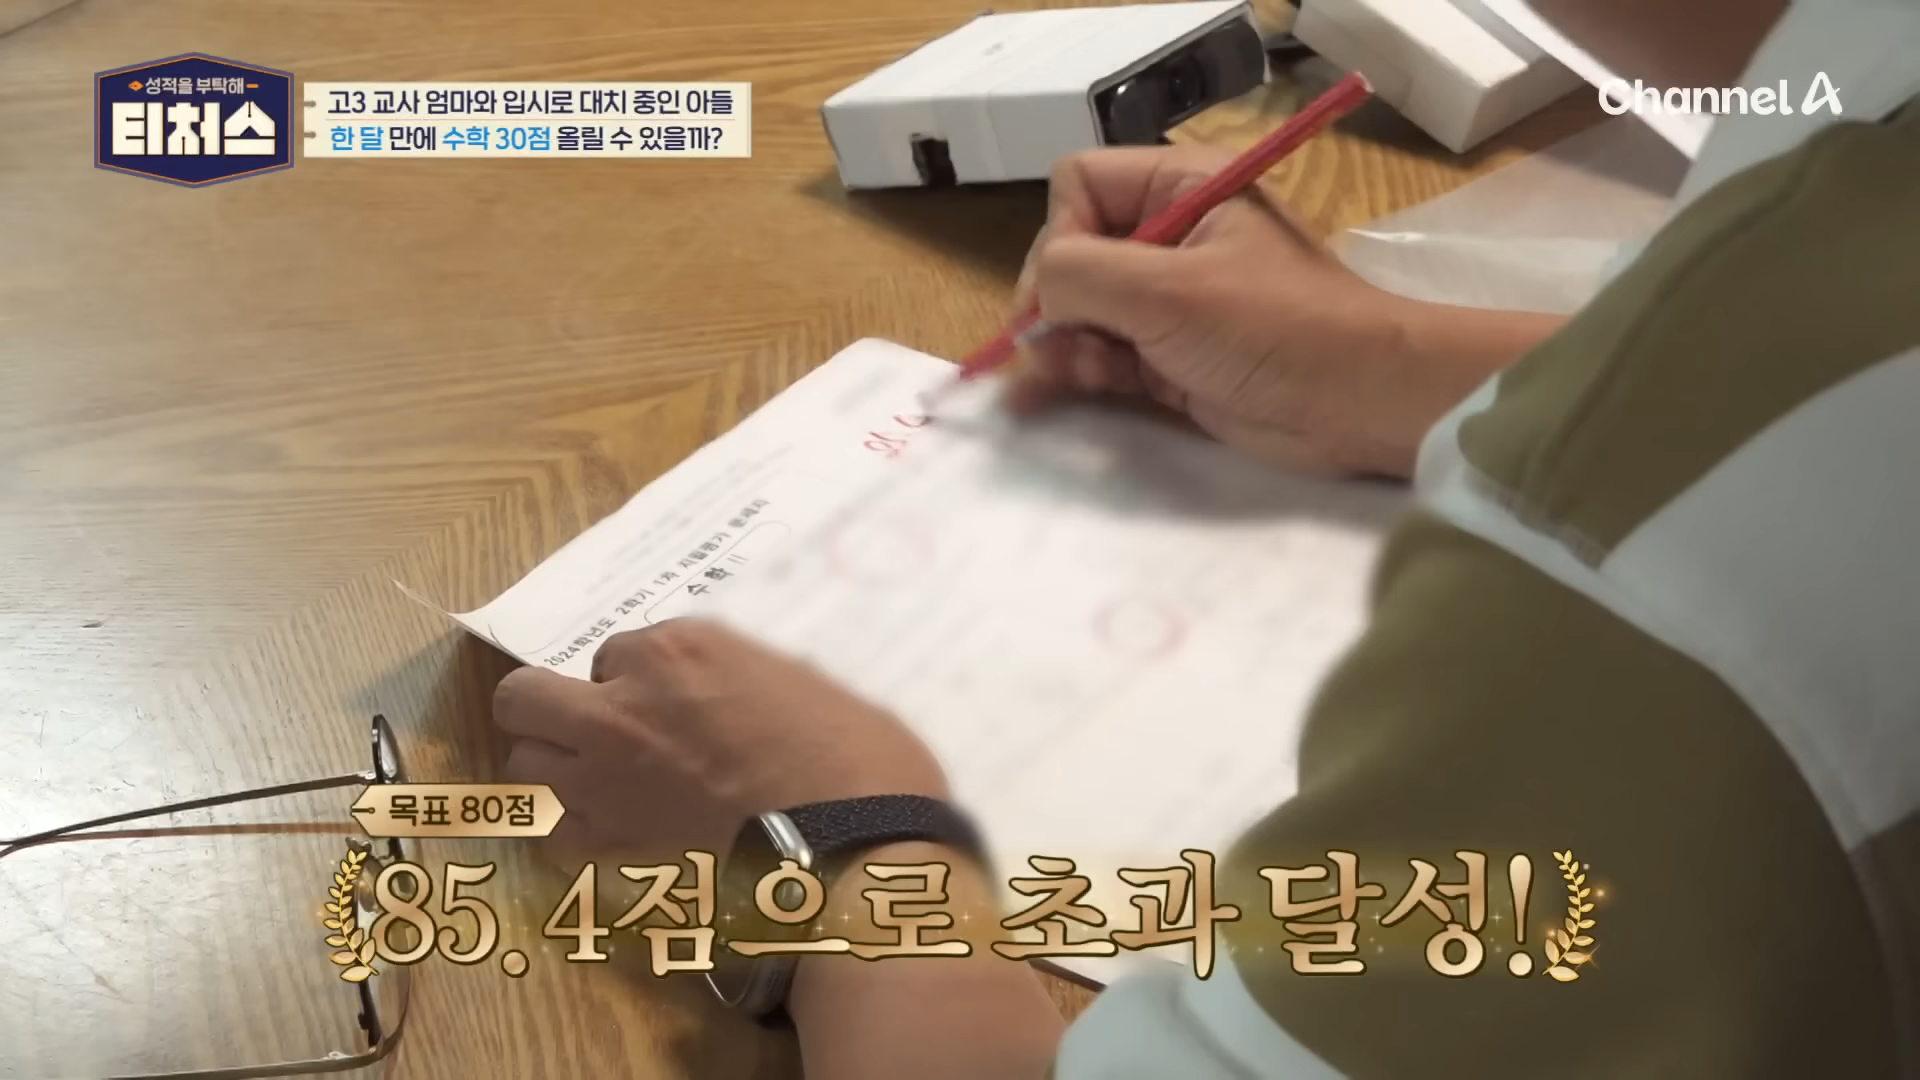 성적을 부탁해
티처스
고3 교사 엄마와 입시로 대치 중인 아들
한 달 만에 수학 30점 올릴 수 있을까?
Channel A
2024학년도 2학기 1차 지필평가 문제지
수학 II
목표 80점
85.4점으로 초과 달성!